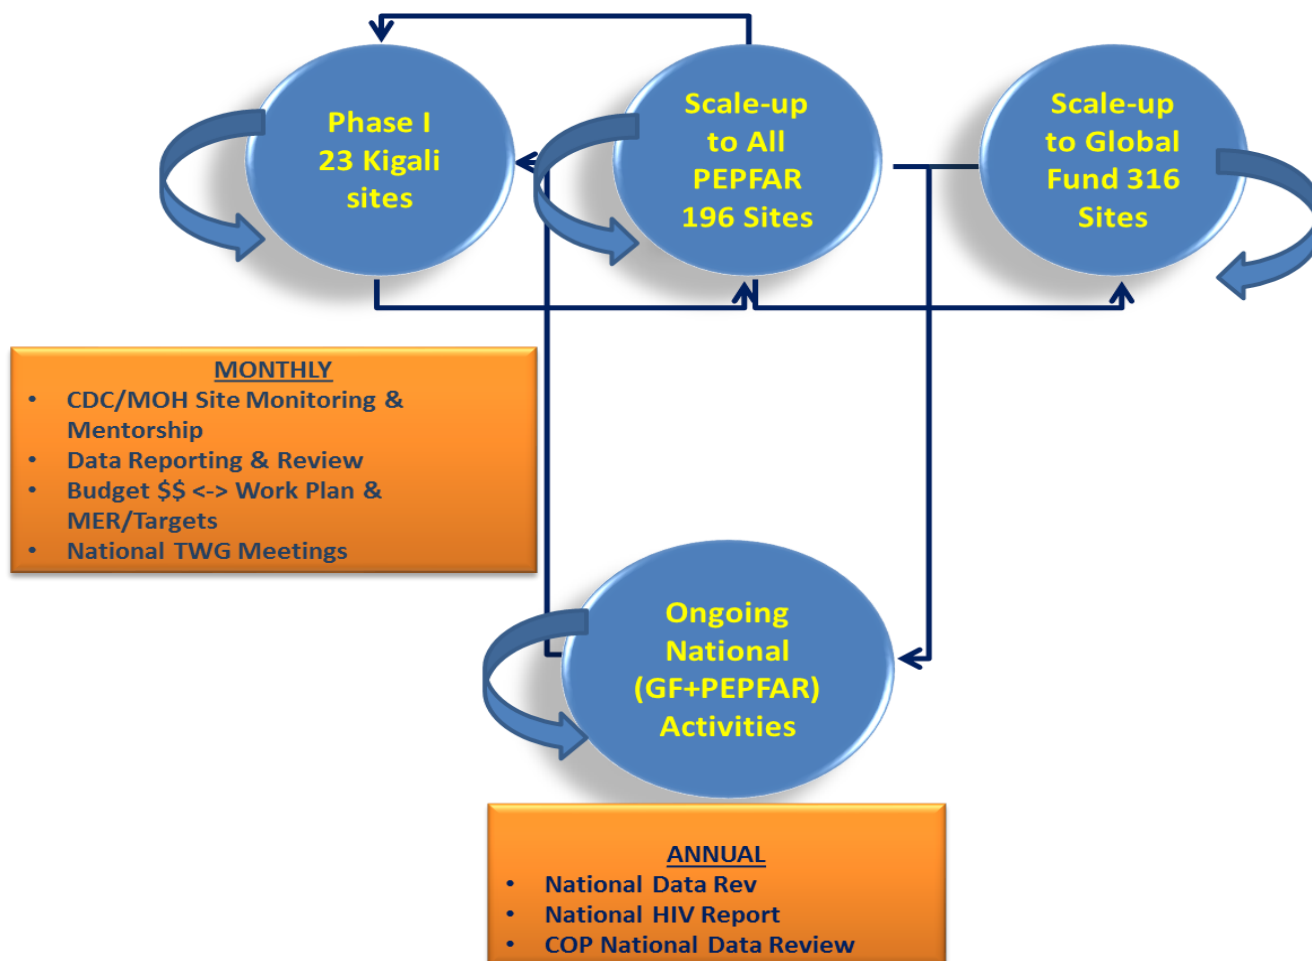 Phase I
23 Kigali
sites
Scale-up
to All
PEPFAR
196 Sites
Scale-up
to Global
Fund 316
Sites
MONTHLY
• CDC/MOH Site Monitoring &
Mentorship
• Data Reporting & Review
• Budget $$ <-> Work Plan &
MER/Targets
• National TWG Meetings
Ongoing
National
(GF+PEPFAR)
Activities
ANNUAL
• National Data Rev
• National HIV Report
• COP National Data Review